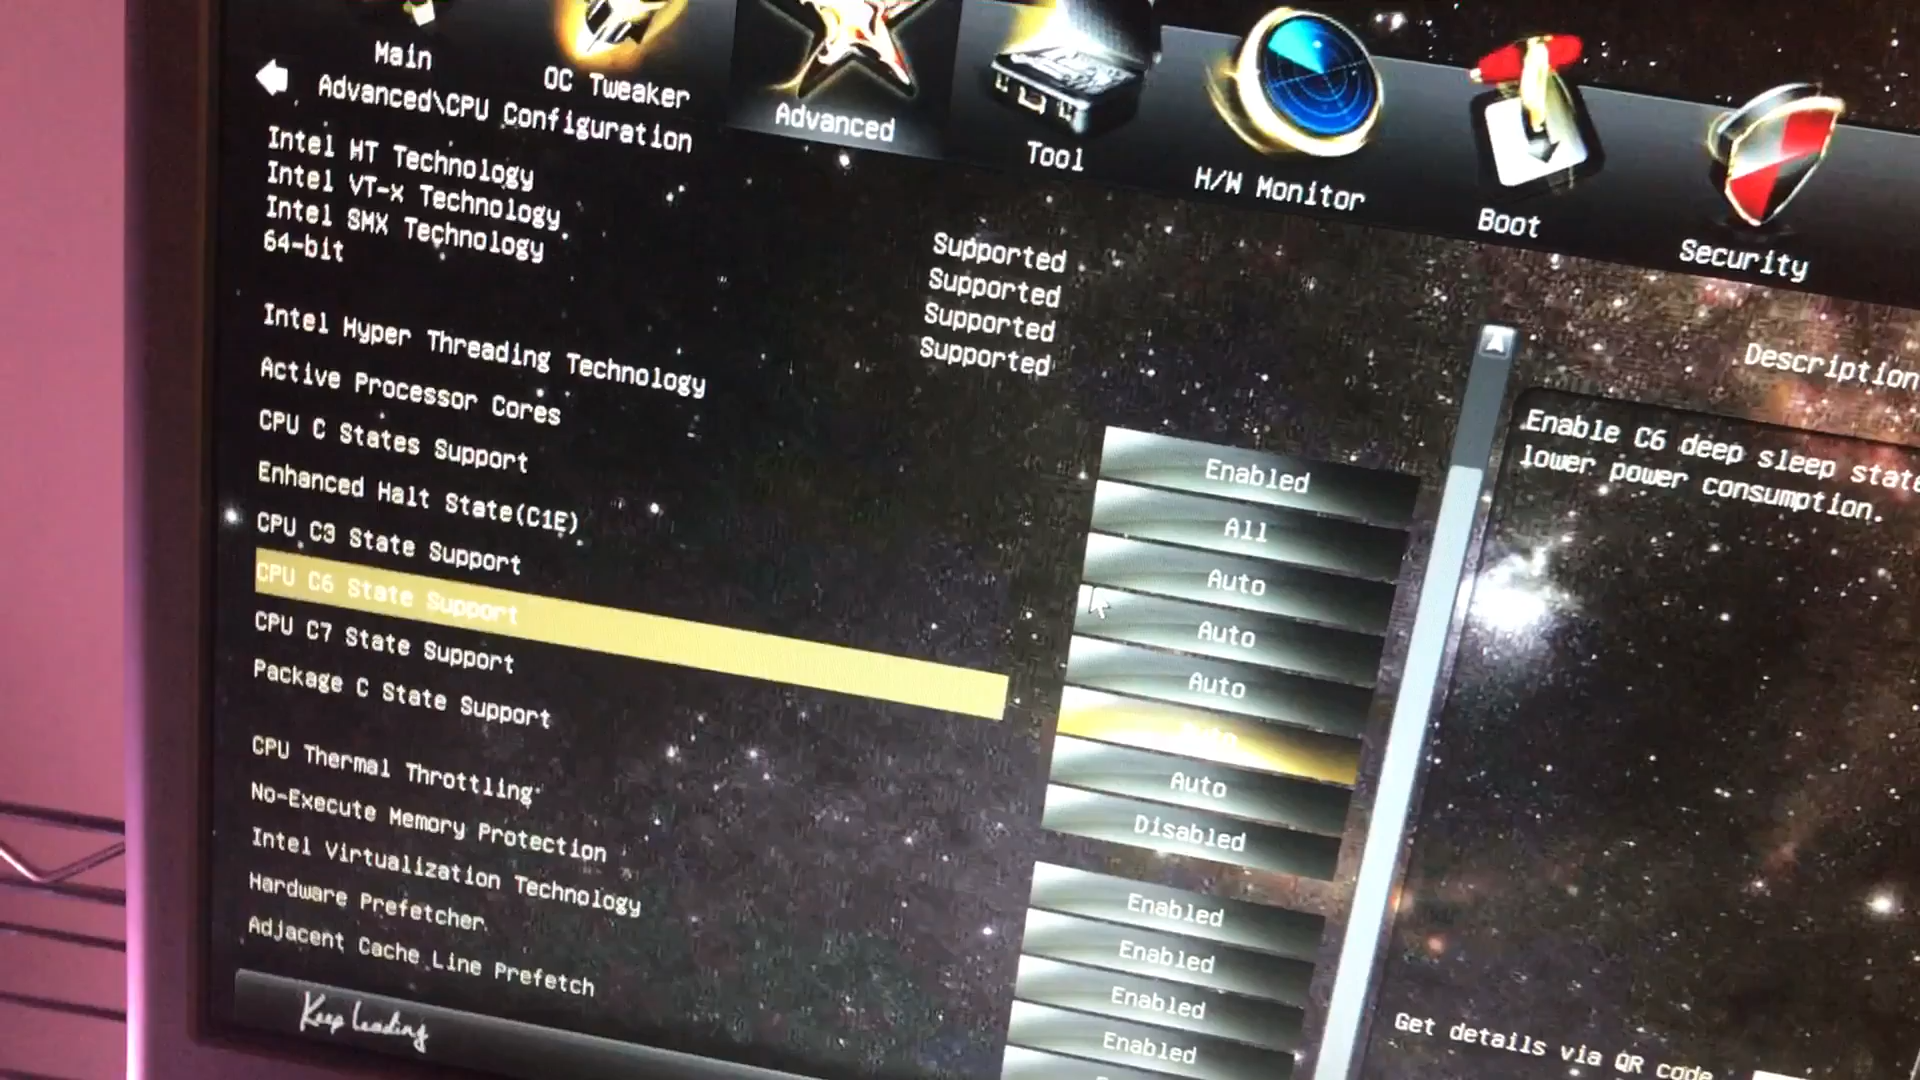 Main
OC Tweaker
Advanced
Tool
H/W Monitor
Boot
Security
Advanced\CPU Configuration
Intel HT Technology Supported
Intel VT-x Technology Supported
Intel SMX Technology Supported
64-bit Supported
Intel Hyper Threading Technology Enabled
Active Processor Cores All
CPU C States Support Auto
Enhanced Halt State(C1E) Auto
CPU C3 State Support Auto
CPU C6 State Support Auto
CPU C7 State Support Auto
Package C State Support Disabled
CPU Thermal Throttling Enabled
No-Execute Memory Protection Enabled
Intel Virtualization Technology Enabled
Hardware Prefetcher Enabled
Adjacent Cache Line Prefetch
Description
Enable C6 deep sleep state
lower power consumption.
Get details via QR code
Keep Leading